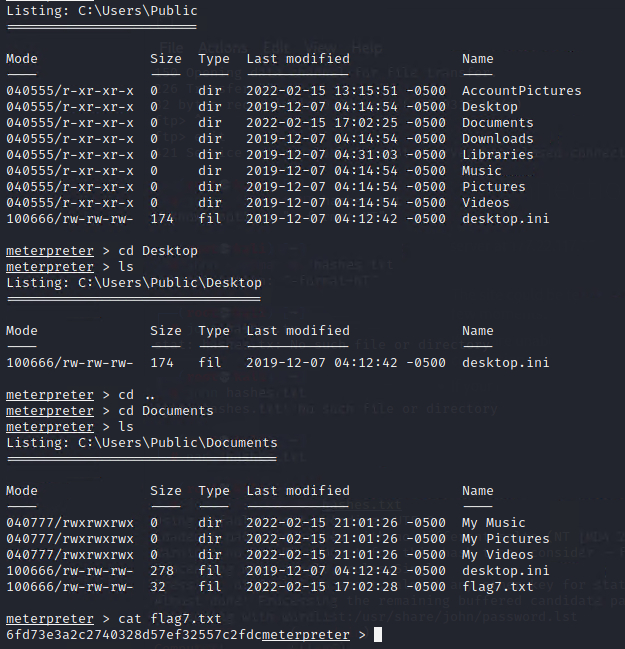 Listing: C:\Users\Public
========================
Mode Size Type Last modified Name
---- ---- ---- ------------- ----
040555/r-xr-xr-x 0 dir 2022-02-15 13:15:51 -0500 AccountPictures
040555/r-xr-xr-x 0 dir 2019-12-07 04:14:54 -0500 Desktop
040555/r-xr-xr-x 0 dir 2022-02-15 17:02:25 -0500 Documents
040555/r-xr-xr-x 0 dir 2019-12-07 04:14:54 -0500 Downloads
040555/r-xr-xr-x 0 dir 2019-12-07 04:31:03 -0500 Libraries
040555/r-xr-xr-x 0 dir 2019-12-07 04:14:54 -0500 Music
040555/r-xr-xr-x 0 dir 2019-12-07 04:14:54 -0500 Pictures
040555/r-xr-xr-x 0 dir 2019-12-07 04:14:54 -0500 Videos
100666/rw-rw-rw- 174 fil 2019-12-07 04:12:42 -0500 desktop.ini
meterpreter > cd Desktop
meterpreter > ls
Listing: C:\Users\Public\Desktop
================================
Mode Size Type Last modified Name
---- ---- ---- ------------- ----
100666/rw-rw-rw- 174 fil 2019-12-07 04:12:42 -0500 desktop.ini
meterpreter > cd ..
meterpreter > cd Documents
meterpreter > ls
Listing: C:\Users\Public\Documents
==================================
Mode Size Type Last modified Name
---- ---- ---- ------------- ----
040777/rwxrwxrwx 0 dir 2022-02-15 21:01:26 -0500 My Music
040777/rwxrwxrwx 0 dir 2022-02-15 21:01:26 -0500 My Pictures
040777/rwxrwxrwx 0 dir 2022-02-15 21:01:26 -0500 My Videos
100666/rw-rw-rw- 278 fil 2019-12-07 04:12:42 -0500 desktop.ini
100666/rw-rw-rw- 32 fil 2022-02-15 17:02:28 -0500 flag7.txt
meterpreter > cat flag7.txt
6fd73e3a2c2740328d57ef32557c2fdcmeterpreter >